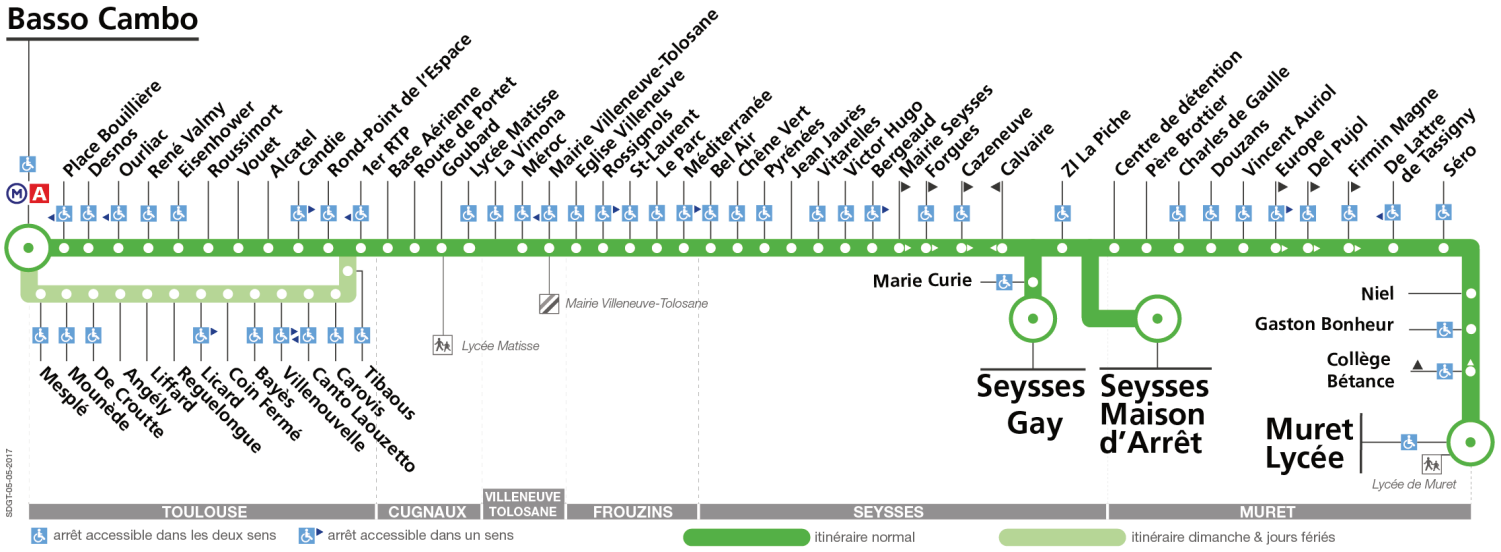 Basso Cambo
M
A
Place Bouillière
Desnos
Ourliac
René Valmy
Eisenhower
Roussimort
Vouet
Alcatel
Candie
Rond-Point de l'Espace
1er RTP
Base Aérienne
Route de Portet
Goubard
Lycée Matisse
La Vimona
Méroc
Mairie Villeneuve-Tolosane
Eglise Villeneuve
Rossignols
St-Laurent
Le Parc
Méditerranée
Bel Air
Chêne Vert
Pyrénées
Jean Jaurès
Vitarelles
Victor Hugo
Bergeaud
Mairie Seysses
Forgues
Cazeneuve
Calvaire
ZI La Piche
Centre de détention
Père Brottier
Charles de Gaulle
Douzans
Vincent Auriol
Europe
Del Pujol
Firmin Magne
De Lattre
de Tassigny
Séro
Marie Curie
Niel
Gaston Bonheur
Collège
Bétance
Mairie Villeneuve-Tolosane
Lycée Matisse
Mesplé
Mounède
De Croutte
Angély
Liffard
Reguelongue
Licard
Coin Fermé
Bayès
Villenouvelle
Canto Laouzetto
Carovis
Tibaous
Seysses
Gay
Seysses
Maison
d'Arrêt
Muret
Lycée
Lycée de Muret
SDGT-05-05-2017
TOULOUSE
CUGNAUX
VILLENEUVE
TOLOSANE
FROUZINS
SEYSSES
MURET
arrêt accessible dans les deux sens
arrêt accessible dans un sens
itinéraire normal
itinéraire dimanche & jours fériés